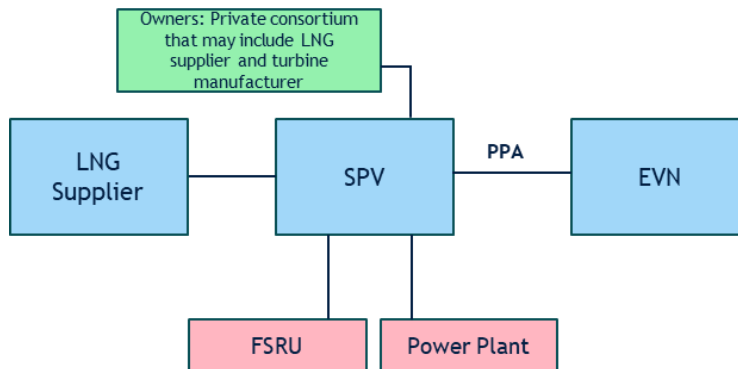 Owners: Private consortium
that may include LNG
supplier and turbine
manufacturer
LNG
Supplier
SPV
PPA
EVN
FSRU
Power Plant